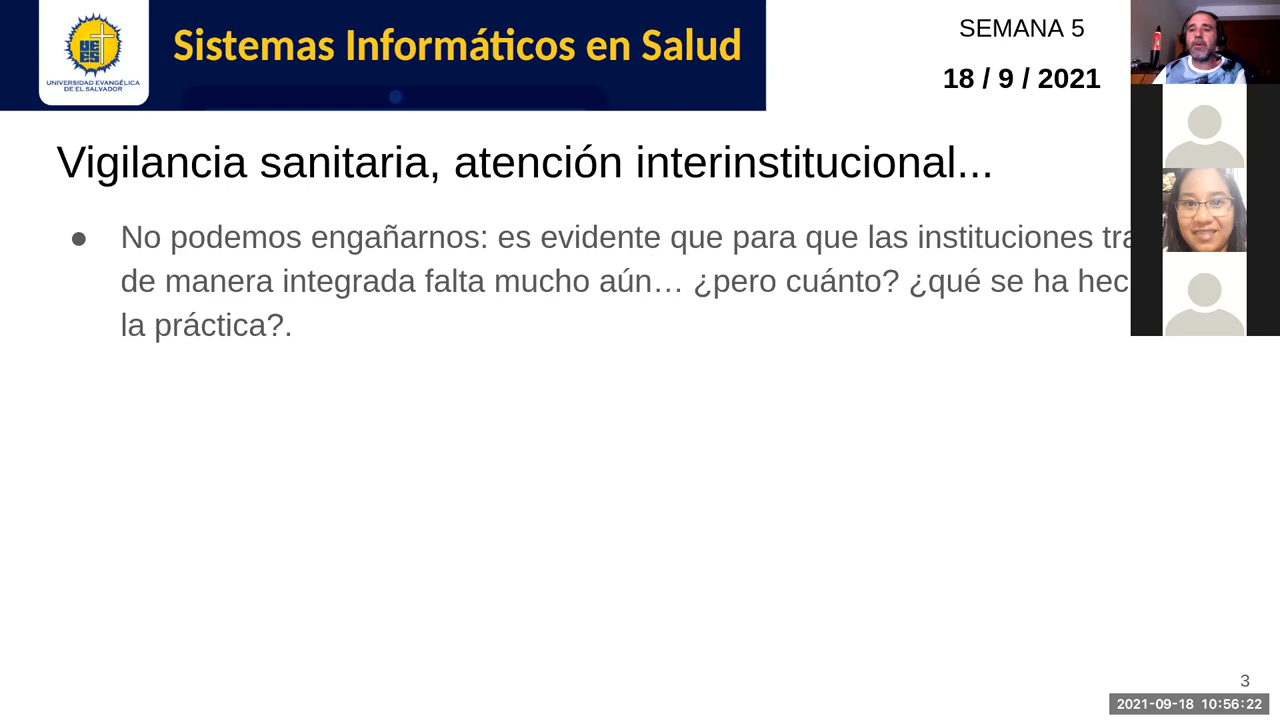 UNIVERSIDAD EVANGÉLICA
DE EL SALVADOR
Sistemas Informáticos en Salud
SEMANA 5
18 / 9 / 2021
Vigilancia sanitaria, atención interinstitucional...
● No podemos engañarnos: es evidente que para que las instituciones
de manera integrada falta mucho aún… ¿pero cuánto? ¿qué se ha
la práctica?.
3
2021-09-18 10:56:22